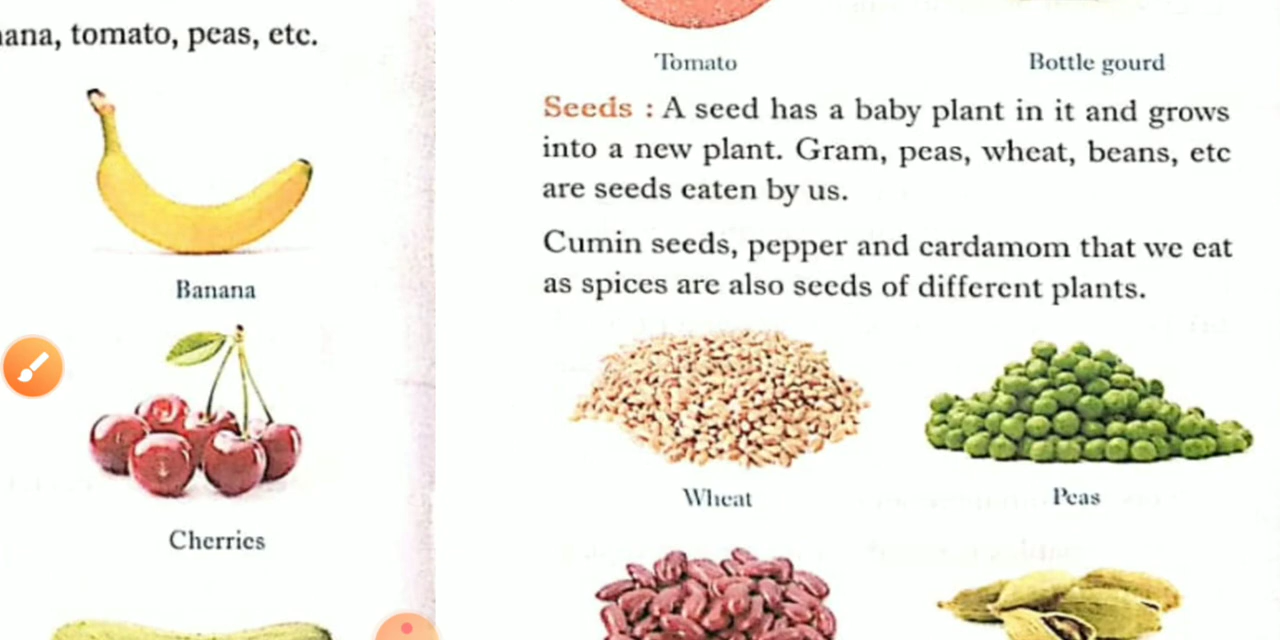 ana, tomato, peas, etc.
Banana
Cherries
Tomato
Bottle gourd
Seeds : A seed has a baby plant in it and grows
into a new plant. Gram, peas, wheat, beans, etc
are seeds eaten by us.
Cumin seeds, pepper and cardamom that we eat
as spices are also seeds of different plants.
Wheat
Peas